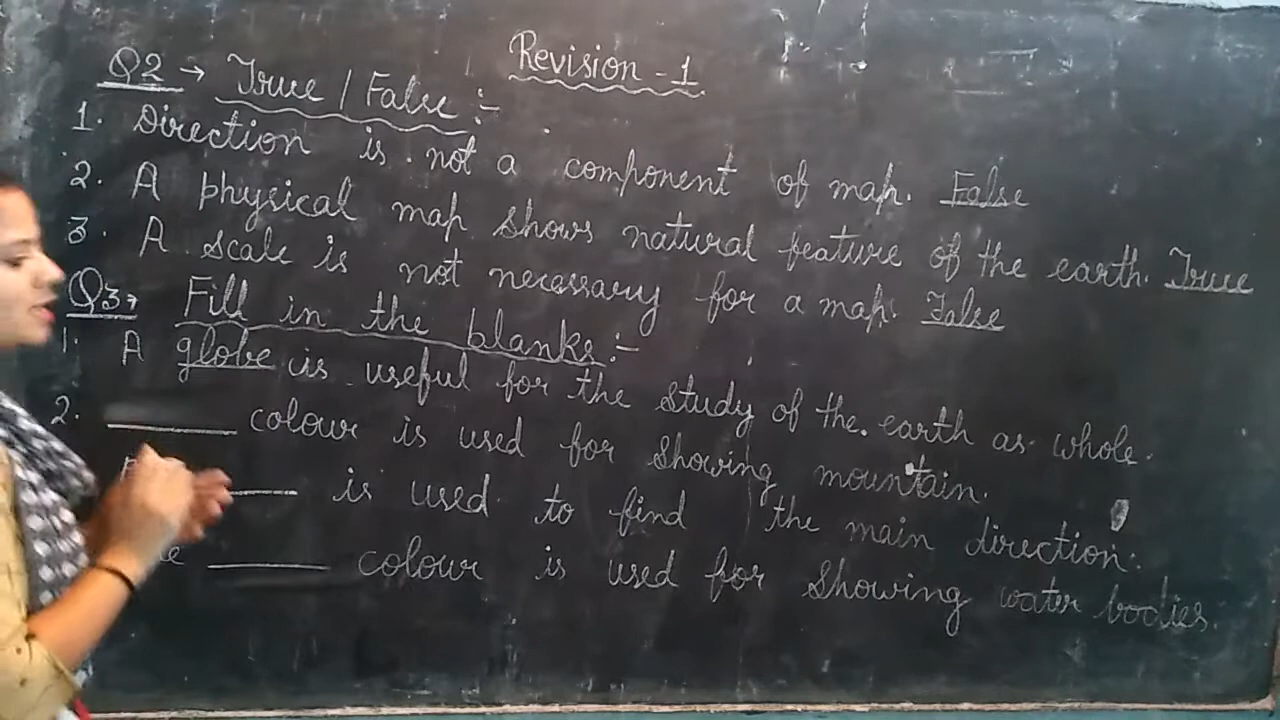 Revision - 1
Q2 → True / False :-
1. Direction is not a component of map. False
2. A physical map shows natural feature of the earth. True
3. A scale is not necessary for a map. False
Q3→ Fill in the blanks :-
1. A globe is useful for the study of the earth as whole.
2. ______ colour is used for showing mountain.
______ is used to find the main direction.
______ colour is used for showing water bodies.